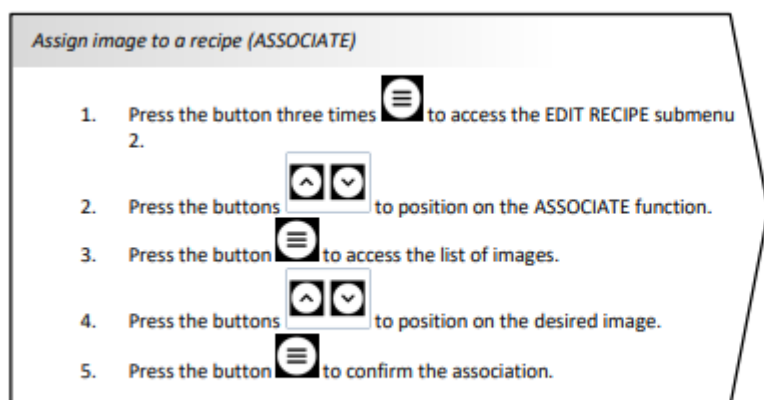 Assign image to a recipe (ASSOCIATE)
1. Press the button three times to access the EDIT RECIPE submenu
2.
2. Press the buttons to position on the ASSOCIATE function.
3. Press the button to access the list of images.
4. Press the buttons to position on the desired image.
5. Press the button to confirm the association.